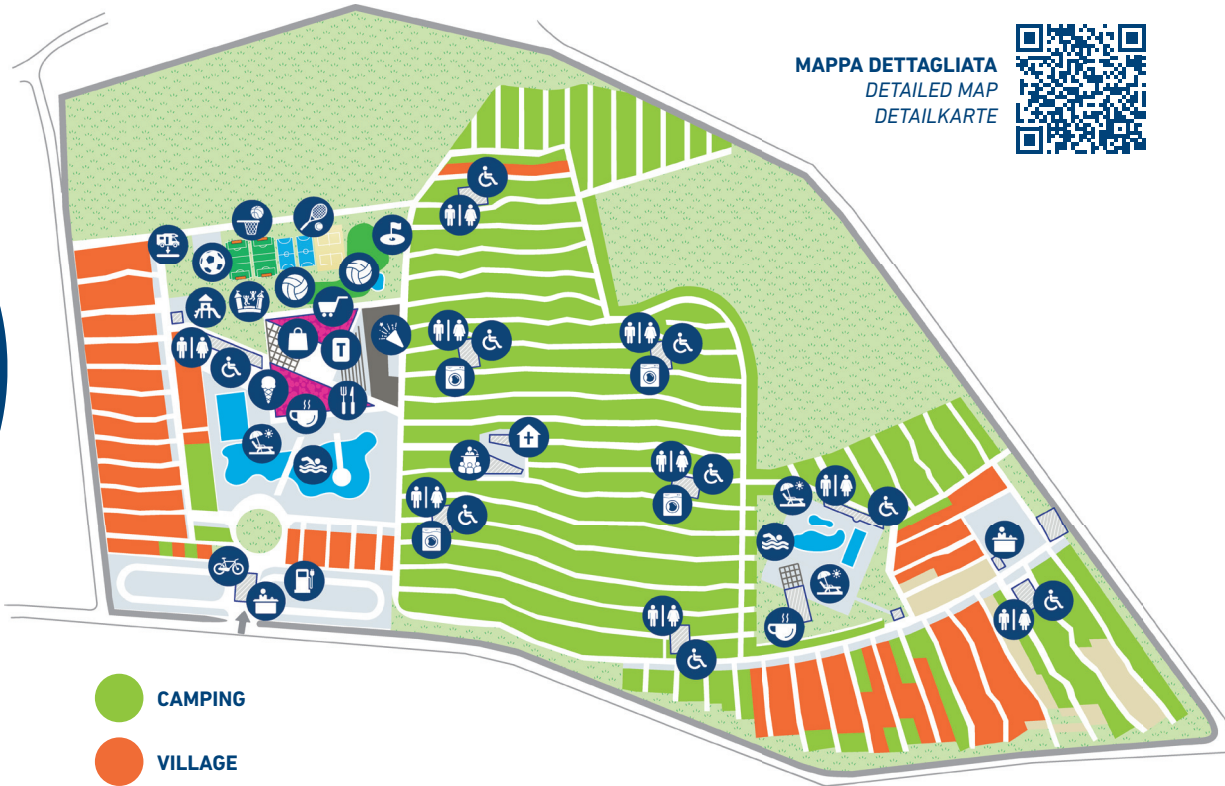 MAPPA DETTAGLIATA
DETAILED MAP
DETAILKARTE
T
CAMPING
VILLAGE